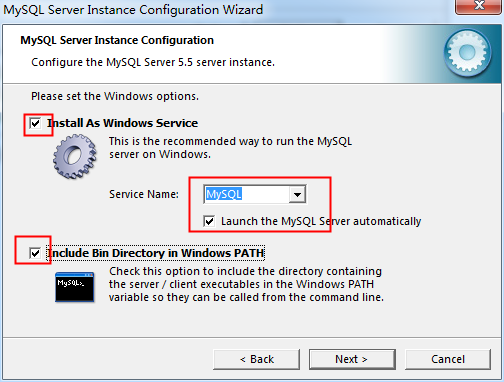 MySQL Server Instance Configuration Wizard
MySQL Server Instance Configuration
Configure the MySQL Server 5.5 server instance.
Please set the Windows options.
Install As Windows Service
This is the recommended way to run the MySQL
server on Windows.
Service Name:
MySQL
Launch the MySQL Server automatically
Include Bin Directory in Windows PATH
MySQL>_
Check this option to include the directory containing
the server / client executables in the Windows PATH
variable so they can be called from the command line.
< Back
Next >
Cancel